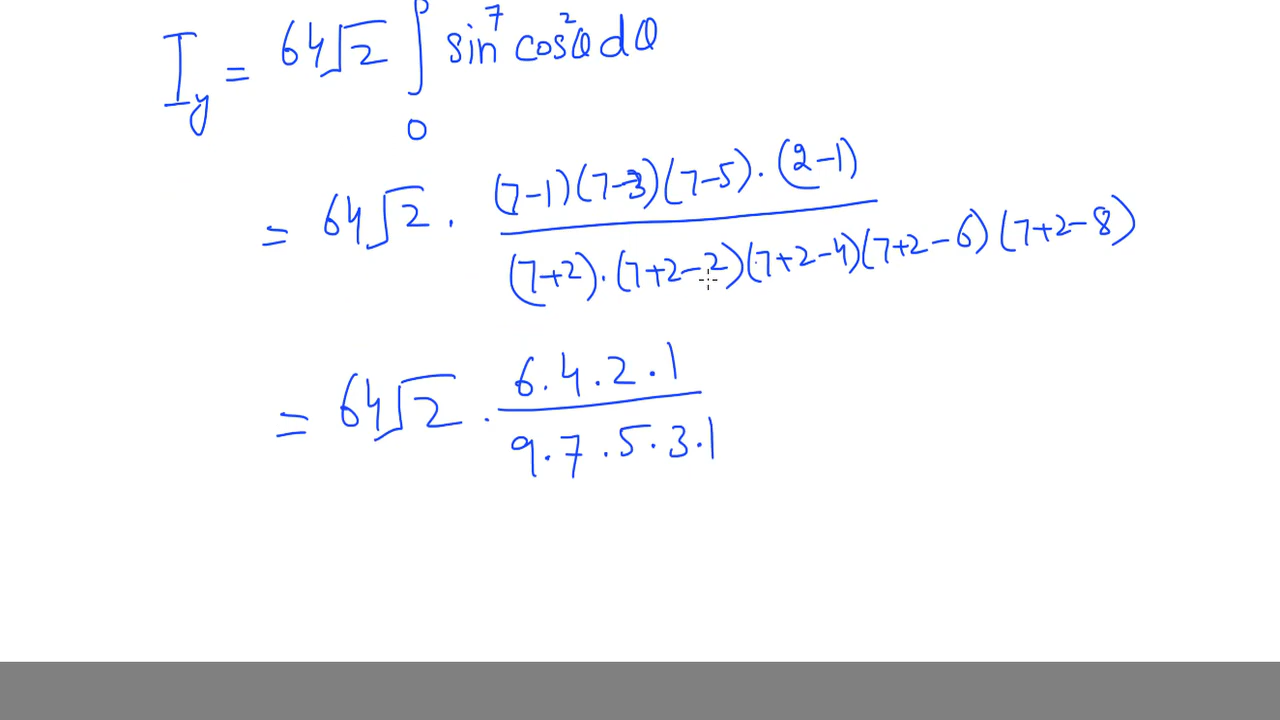 I_y = 64√2 ∫₀ sin⁷ cos²θ dθ
= 64√2 · (7-1)(7-3)(7-5)·(2-1) / (7+2)·(7+2-2)(7+2-4)(7+2-6)(7+2-8)
= 64√2 · 6·4·2·1 / 9·7·5·3·1